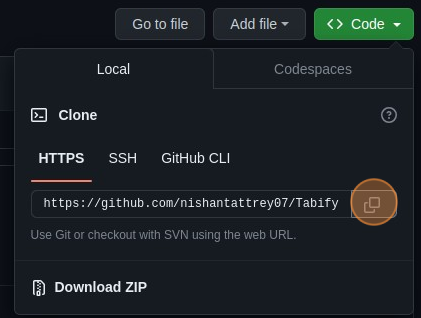 Go to file Add file Code
Local Codespaces
Clone
HTTPS SSH GitHub CLI
https://github.com/nishantattrey07/Tabify
Use Git or checkout with SVN using the web URL.
Download ZIP